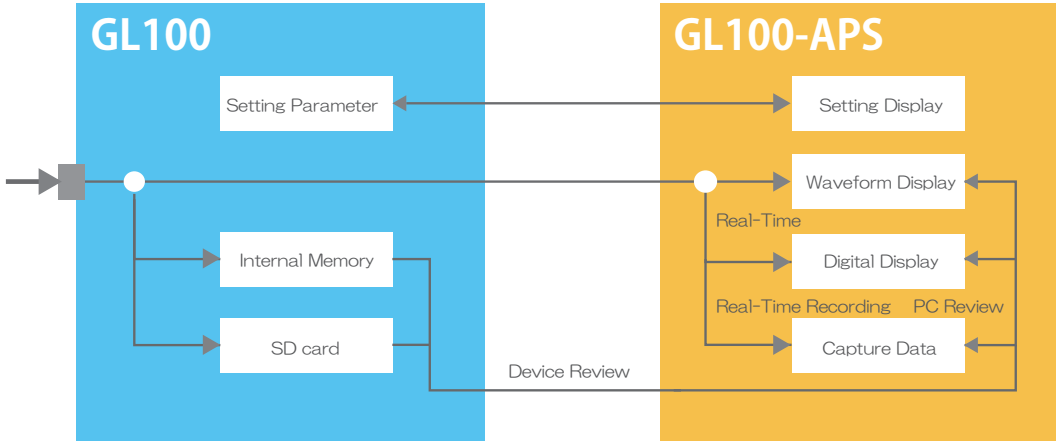 GL100
GL100-APS
Setting Parameter
Setting Display
Waveform Display
Real-Time
Internal Memory
Digital Display
Real-Time Recording
PC Review
SD card
Capture Data
Device Review